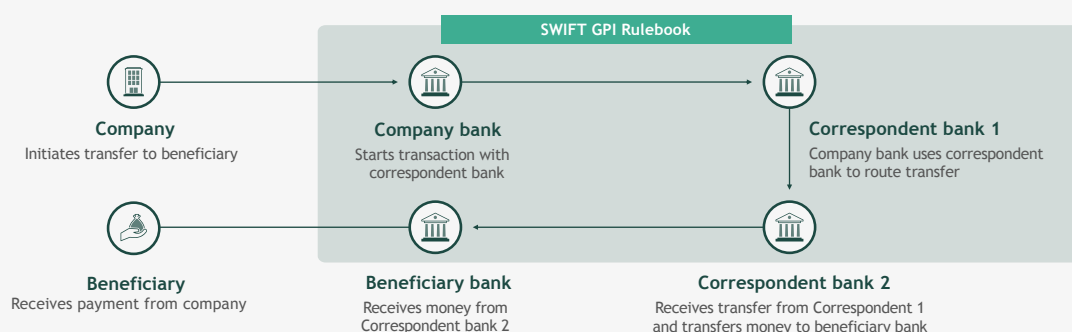 SWIFT GPI Rulebook
Company
Initiates transfer to beneficiary
Company bank
Starts transaction with
correspondent bank
Correspondent bank 1
Company bank uses correspondent
bank to route transfer
Beneficiary
Receives payment from company
Beneficiary bank
Receives money from
Correspondent bank 2
Correspondent bank 2
Receives transfer from Correspondent 1
and transfers money to beneficiary bank